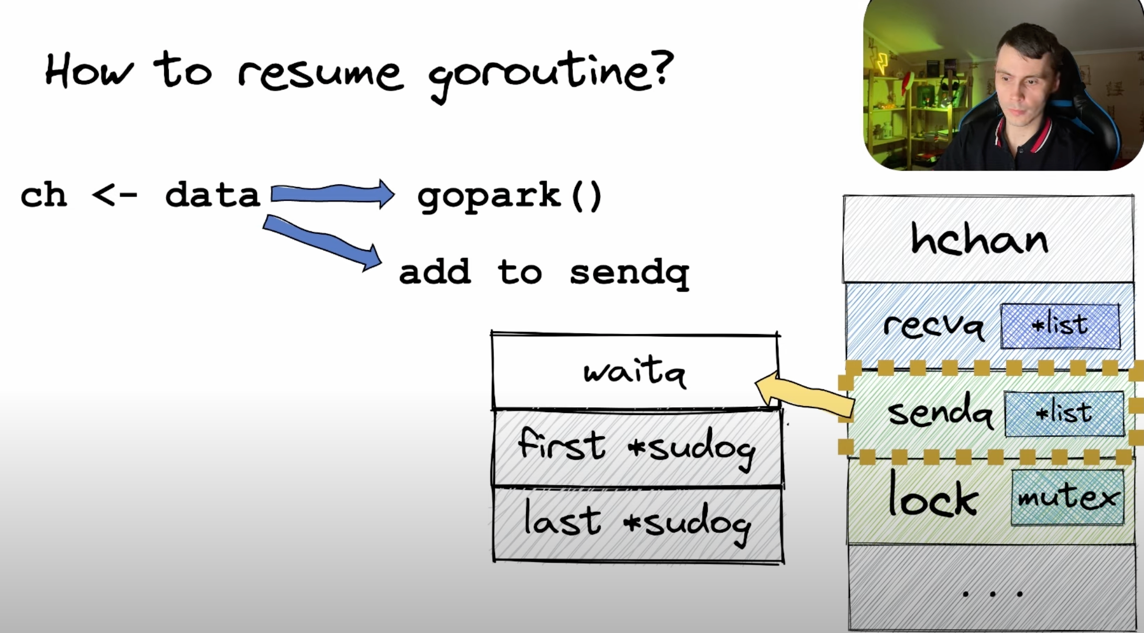 How to resume goroutine?
ch <- data
gopark()
add to sendq
waitq
first *sudog
last *sudog
hchan
recvq *list
sendq *list
lock mutex
...